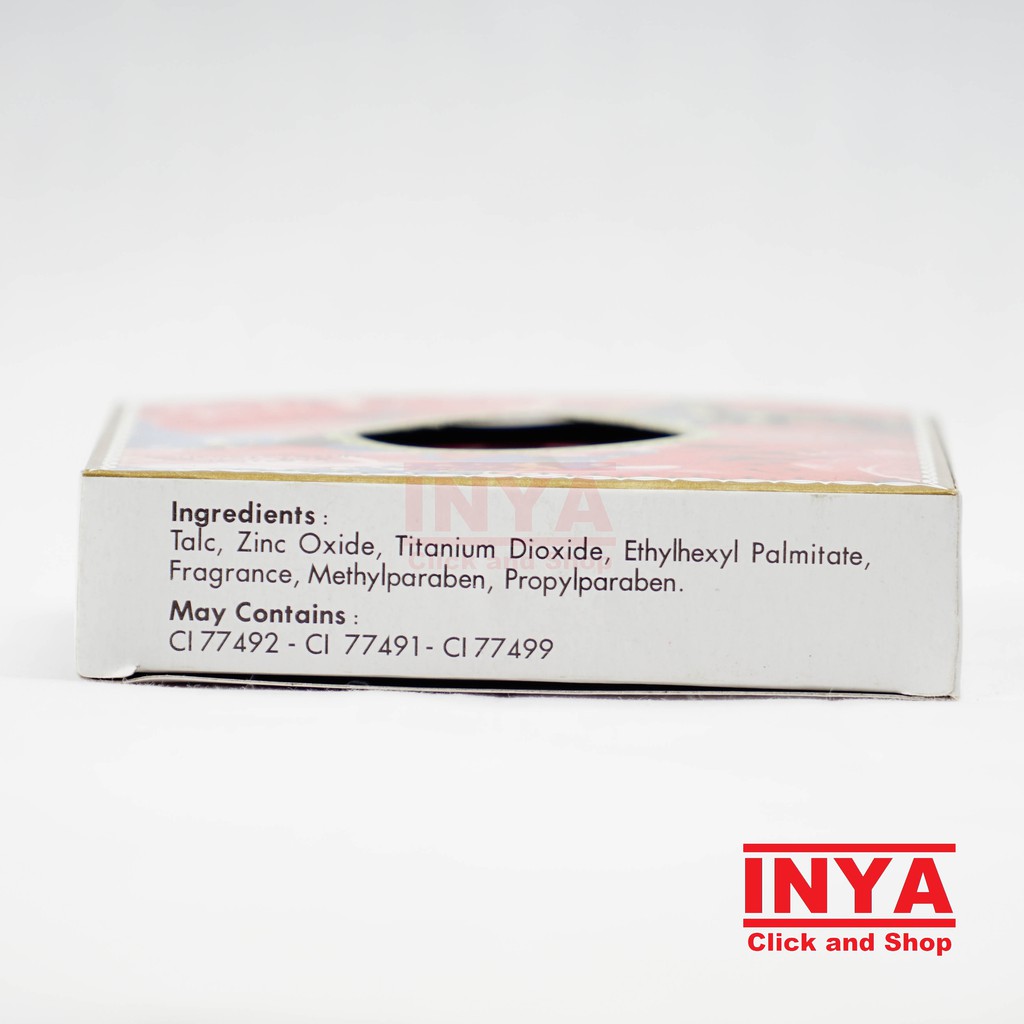 INYA
Click and Shop
Ingredients :
Talc, Zinc Oxide, Titanium Dioxide, Ethylhexyl Palmitate,
Fragrance, Methylparaben, Propylparaben.
May Contains :
CI 77492 - CI 77491- CI 77499
INYA
Click and Shop